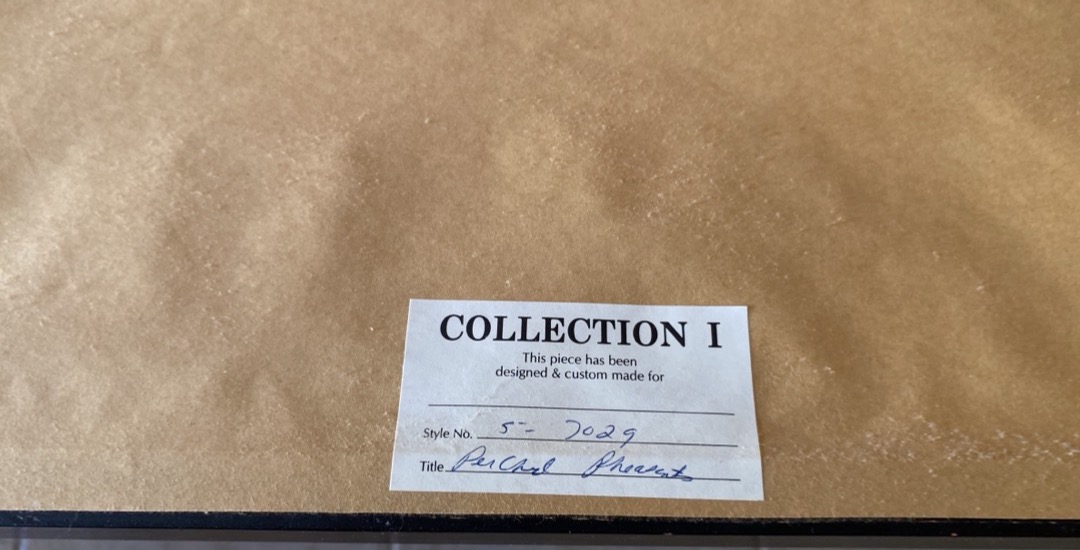 COLLECTION I
This piece has been
designed & custom made for
Style No. 5- 7029
Title Perched Pheasants